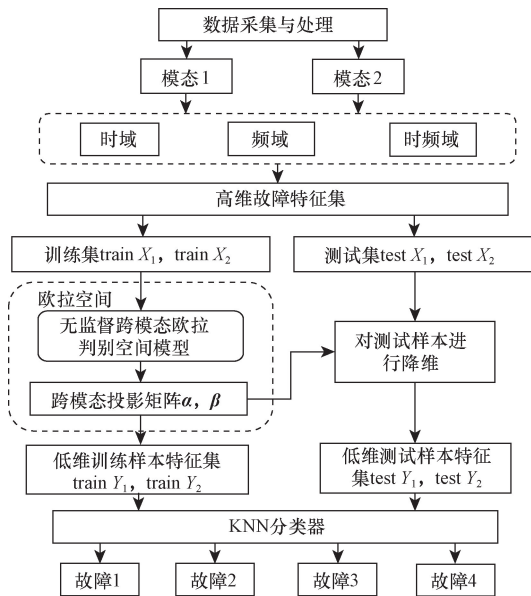 数据采集与处理
模态1
模态2
时域
频域
时频域
高维故障特征集
训练集train X₁，train X₂
测试集test X₁，test X₂
欧拉空间
无监督跨模态欧拉
判别空间模型
对测试样本进
行降维
跨模态投影矩阵α，β
低维训练样本特征集
train Y₁，train Y₂
低维测试样本特征
集test Y₁，test Y₂
KNN分类器
故障1
故障2
故障3
故障4